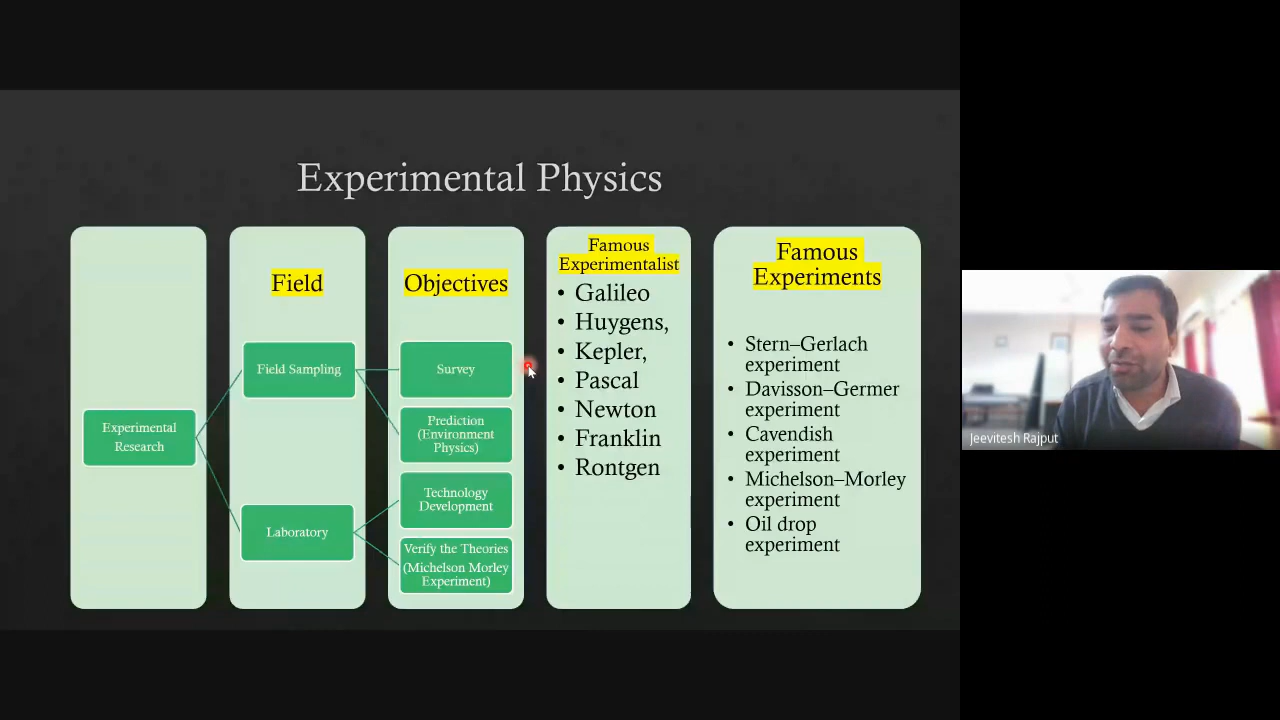 Experimental Physics
Experimental
Research
Field
Field Sampling
Laboratory
Objectives
Survey
Prediction
(Environment
Physics)
Technology
Development
Verify the Theories
(Michelson Morley
Experiment)
Famous
Experimentalist
• Galileo
• Huygens,
• Kepler,
• Pascal
• Newton
• Franklin
• Rontgen
Famous
Experiments
• Stern–Gerlach
experiment
• Davisson–Germer
experiment
• Cavendish
experiment
• Michelson–Morley
experiment
• Oil drop
experiment
Jeevitesh Rajput